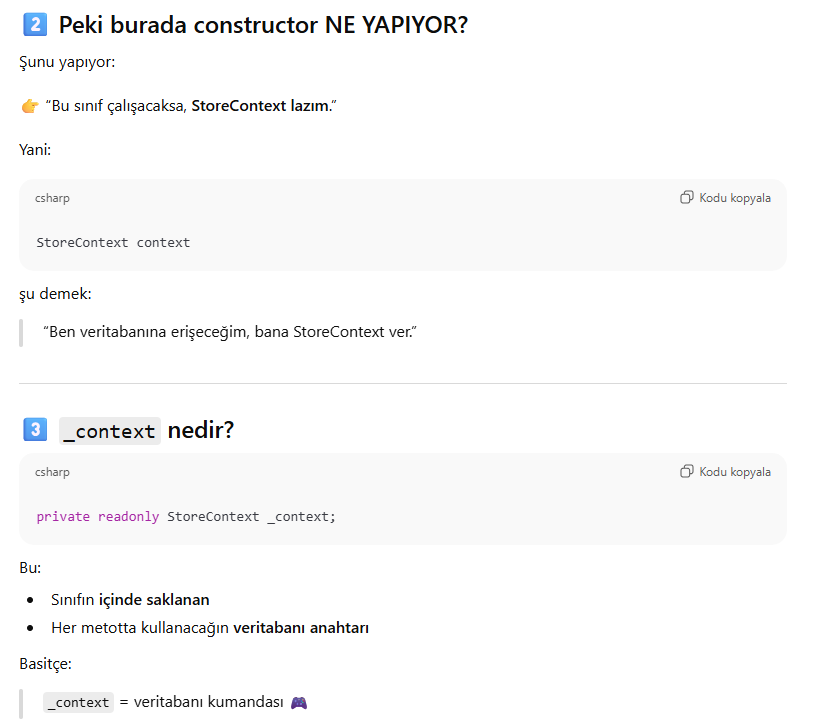 2️⃣ Peki burada constructor NE YAPIYOR?
Şunu yapıyor:
👉 “Bu sınıf çalışacaksa, StoreContext lazım.”
Yani:
csharp
Kodu kopyala
StoreContext context
şu demek:
“Ben veritabanına erişeceğim, bana StoreContext ver.”
3️⃣ _context nedir?
csharp
Kodu kopyala
private readonly StoreContext _context;
Bu:
• Sınıfın içinde saklanan
• Her metotta kullanacağın veritabanı anahtarı
Basitçe:
_context = veritabanı kumandası 🎮